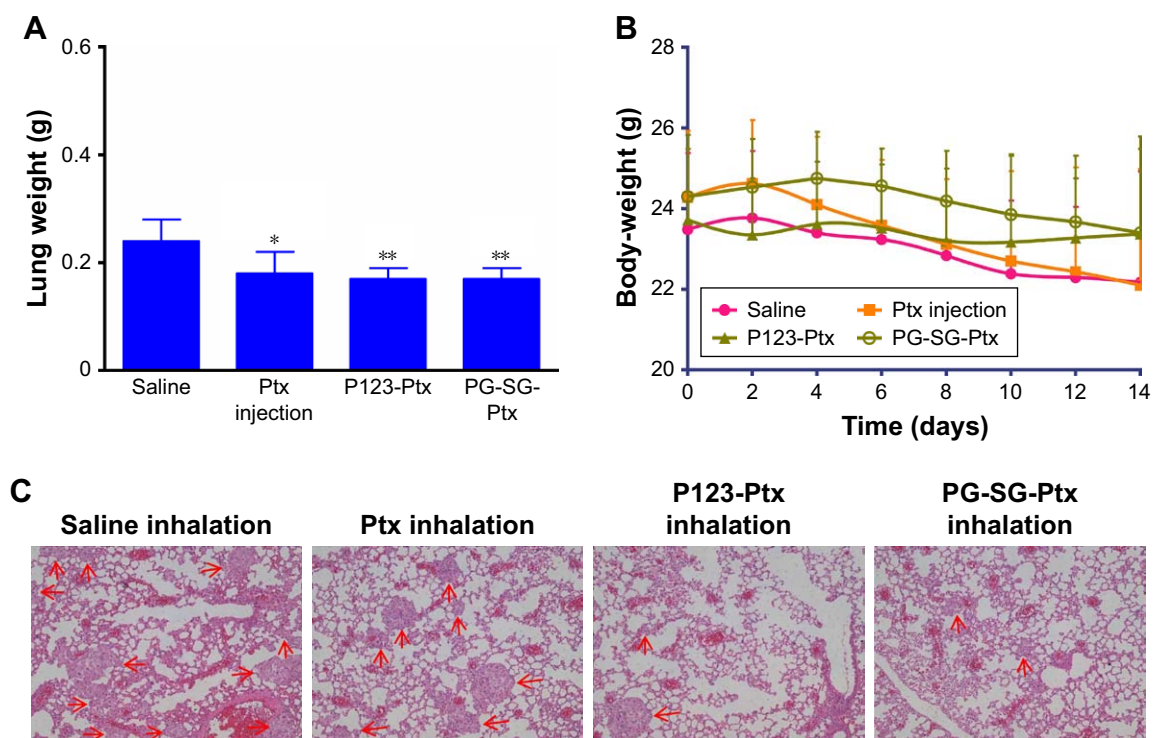 A
Lung weight (g)
0.6
0.4
0.2
0
*
**
**
Saline
Ptx
injection
P123-Ptx
PG-SG-
Ptx
B
Body-weight (g)
28
26
24
22
20
Saline
Ptx injection
P123-Ptx
PG-SG-Ptx
0 2 4 6 8 10 12 14
Time (days)
C
Saline inhalation
Ptx inhalation
P123-Ptx
inhalation
PG-SG-Ptx
inhalation